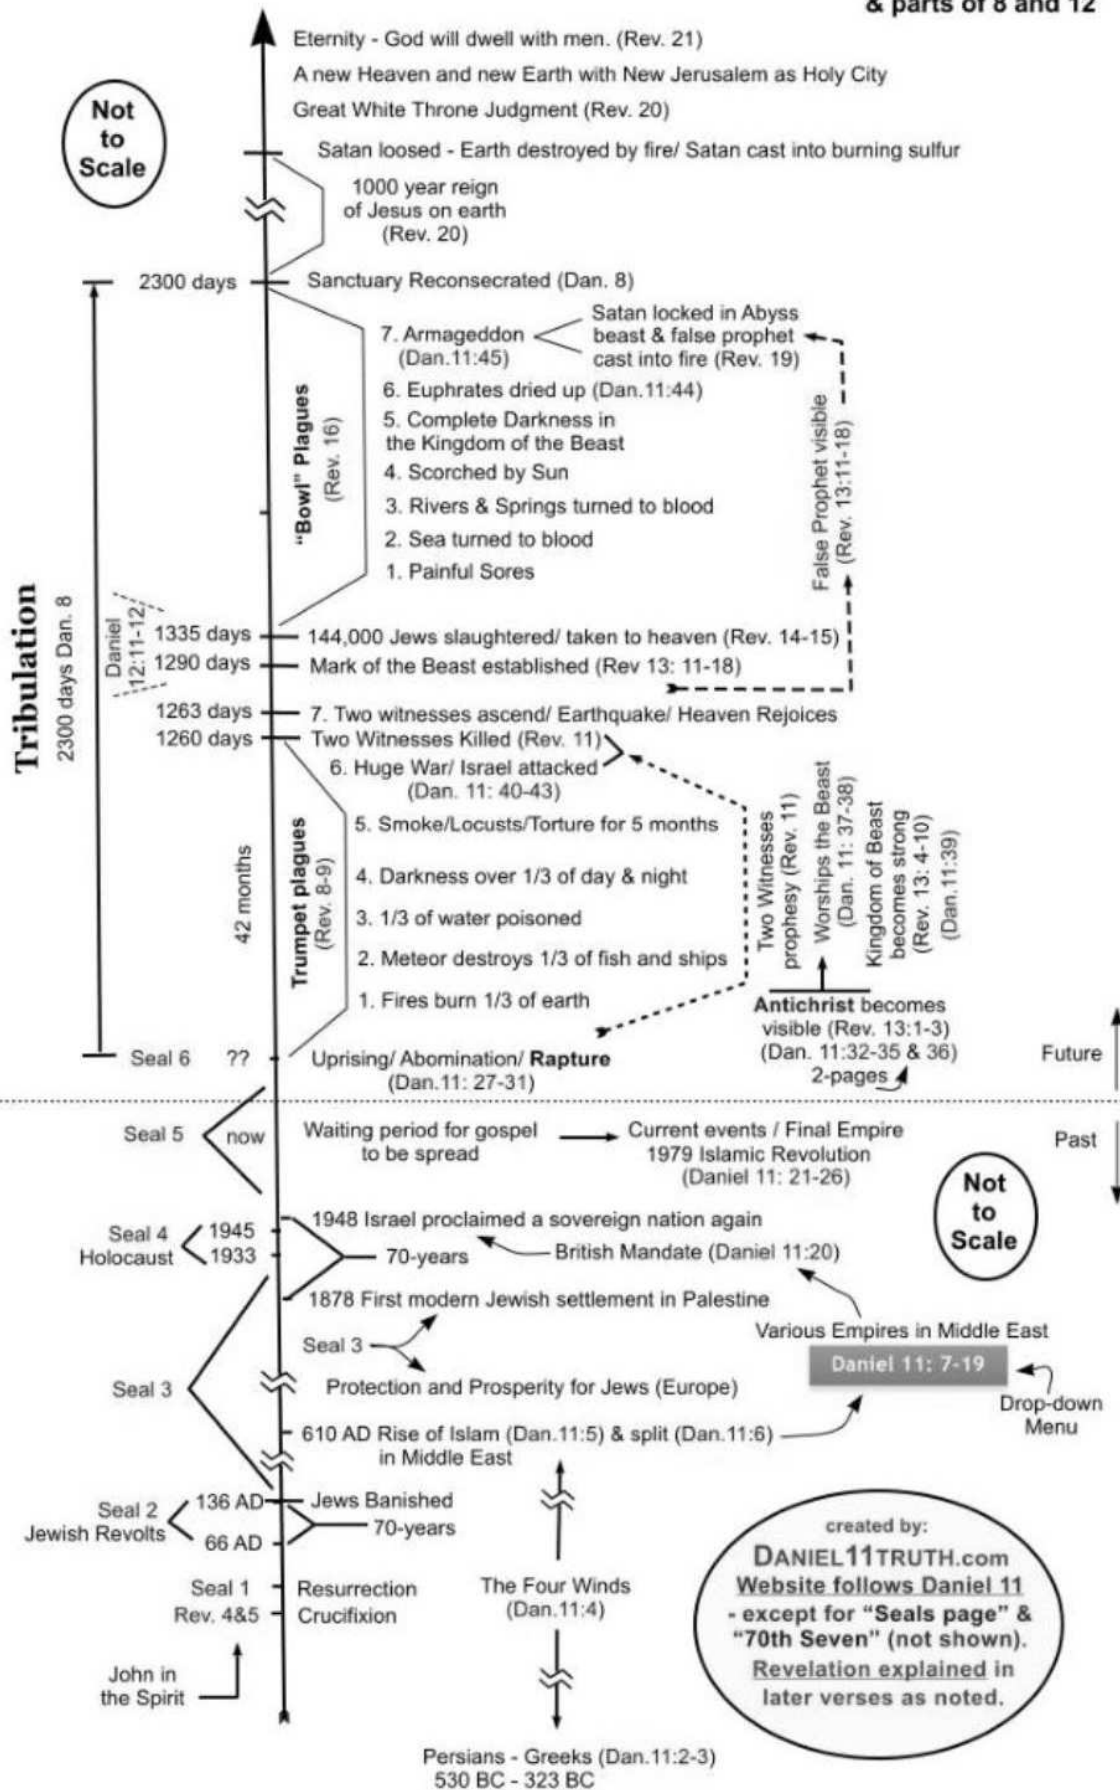 & parts of 8 and 12
Eternity - God will dwell with men. (Rev. 21)
A new Heaven and new Earth with New Jerusalem as Holy City
Great White Throne Judgment (Rev. 20)
Not
to
Scale
Satan loosed - Earth destroyed by fire/ Satan cast into burning sulfur
1000 year reign
of Jesus on earth
(Rev. 20)
2300 days
Sanctuary Reconsecrated (Dan. 8)
7. Armageddon
(Dan.11:45)
Satan locked in Abyss
beast & false prophet
cast into fire (Rev. 19)
6. Euphrates dried up (Dan.11:44)
5. Complete Darkness in
the Kingdom of the Beast
4. Scorched by Sun
3. Rivers & Springs turned to blood
2. Sea turned to blood
1. Painful Sores
"Bowl" Plagues
(Rev. 16)
False Prophet visible
(Rev. 13:11-18)
Tribulation
2300 days Dan. 8
Daniel
12:11-12
1335 days
144,000 Jews slaughtered/ taken to heaven (Rev. 14-15)
1290 days
Mark of the Beast established (Rev 13: 11-18)
1263 days
7. Two witnesses ascend/ Earthquake/ Heaven Rejoices
1260 days
Two Witnesses Killed (Rev. 11)
6. Huge War/ Israel attacked
(Dan. 11: 40-43)
5. Smoke/Locusts/Torture for 5 months
4. Darkness over 1/3 of day & night
3. 1/3 of water poisoned
2. Meteor destroys 1/3 of fish and ships
1. Fires burn 1/3 of earth
42 months
Trumpet plagues
(Rev. 8-9)
Two Witnesses
prophesy (Rev. 11)
Worships the Beast
(Dan. 11: 37-38)
Kingdom of Beast
becomes strong
(Rev. 13: 4-10)
(Dan.11:39)
Antichrist becomes
visible (Rev. 13:1-3)
(Dan. 11:32-35 & 36)
2-pages
Seal 6
??
Uprising/ Abomination/ Rapture
(Dan.11: 27-31)
Future
Past
Seal 5
now
Waiting period for gospel
to be spread
Current events / Final Empire
1979 Islamic Revolution
(Daniel 11: 21-26)
Not
to
Scale
Seal 4
Holocaust
1945
1933
1948 Israel proclaimed a sovereign nation again
70-years
British Mandate (Daniel 11:20)
1878 First modern Jewish settlement in Palestine
Seal 3
Various Empires in Middle East
Daniel 11: 7-19
Drop-down
Menu
Seal 3
Protection and Prosperity for Jews (Europe)
610 AD Rise of Islam (Dan.11:5) & split (Dan.11:6)
in Middle East
Seal 2
Jewish Revolts
136 AD
Jews Banished
70-years
66 AD
Seal 1
Resurrection
Rev. 4&5
Crucifixion
The Four Winds
(Dan.11:4)
John in
the Spirit
created by:
DANIEL11TRUTH.com
Website follows Daniel 11
- except for "Seals page" &
"70th Seven" (not shown).
Revelation explained in
later verses as noted.
Persians - Greeks (Dan.11:2-3)
530 BC - 323 BC